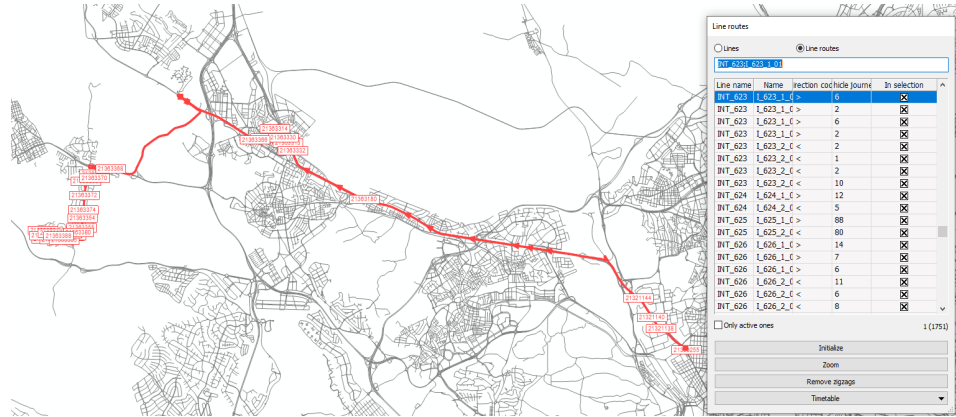 Line routes
Lines
Line routes
INT_623;I_623_1_01
Line name Name irection cod hicle journe In selection
INT_623 I_623_1_0 > 6
INT_623 I_623_1_0 > 2
INT_623 I_623_1_0 > 6
INT_623 I_623_1_0 > 2
INT_623 I_623_2_0 < 2
INT_623 I_623_2_0 < 1
INT_623 I_623_2_0 < 2
INT_623 I_623_2_0 < 10
INT_624 I_624_1_0 > 12
INT_624 I_624_2_0 < 5
INT_625 I_625_1_0 > 88
INT_625 I_625_2_0 < 80
INT_626 I_626_1_0 > 14
INT_626 I_626_1_0 > 7
INT_626 I_626_1_0 > 6
INT_626 I_626_2_0 < 11
INT_626 I_626_2_0 < 6
INT_626 I_626_2_0 < 8
Only active ones
1 (1751)
Initialize
Zoom
Remove zigzags
Timetable
21363314
21363330
21363332
21363180
21363370
21363372
21363374
21363364
21321144
21321140
21321138